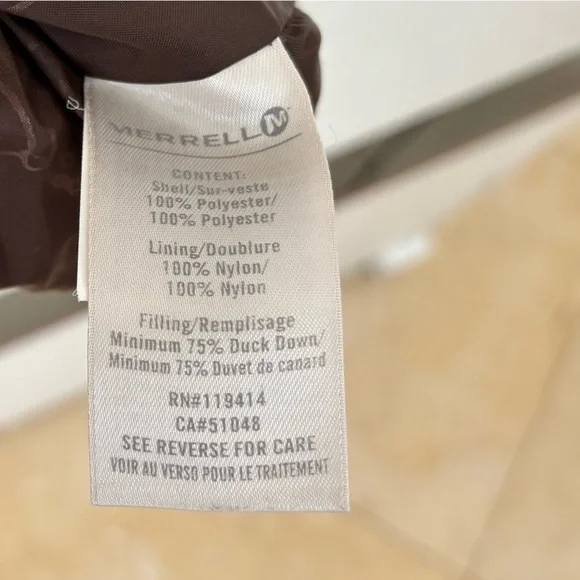 MERRELL M
CONTENT:
Shell/Sur-veste
100% Polyester/
100% Polyester
Lining/Doublure
100% Nylon/
100% Nylon
Filling/Remplisage
Minimum 75% Duck Down/
Minimum 75% Duvet de canard
RN#119414
CA#51048
SEE REVERSE FOR CARE
VOIR AU VERSO POUR LE TRAITEMENT